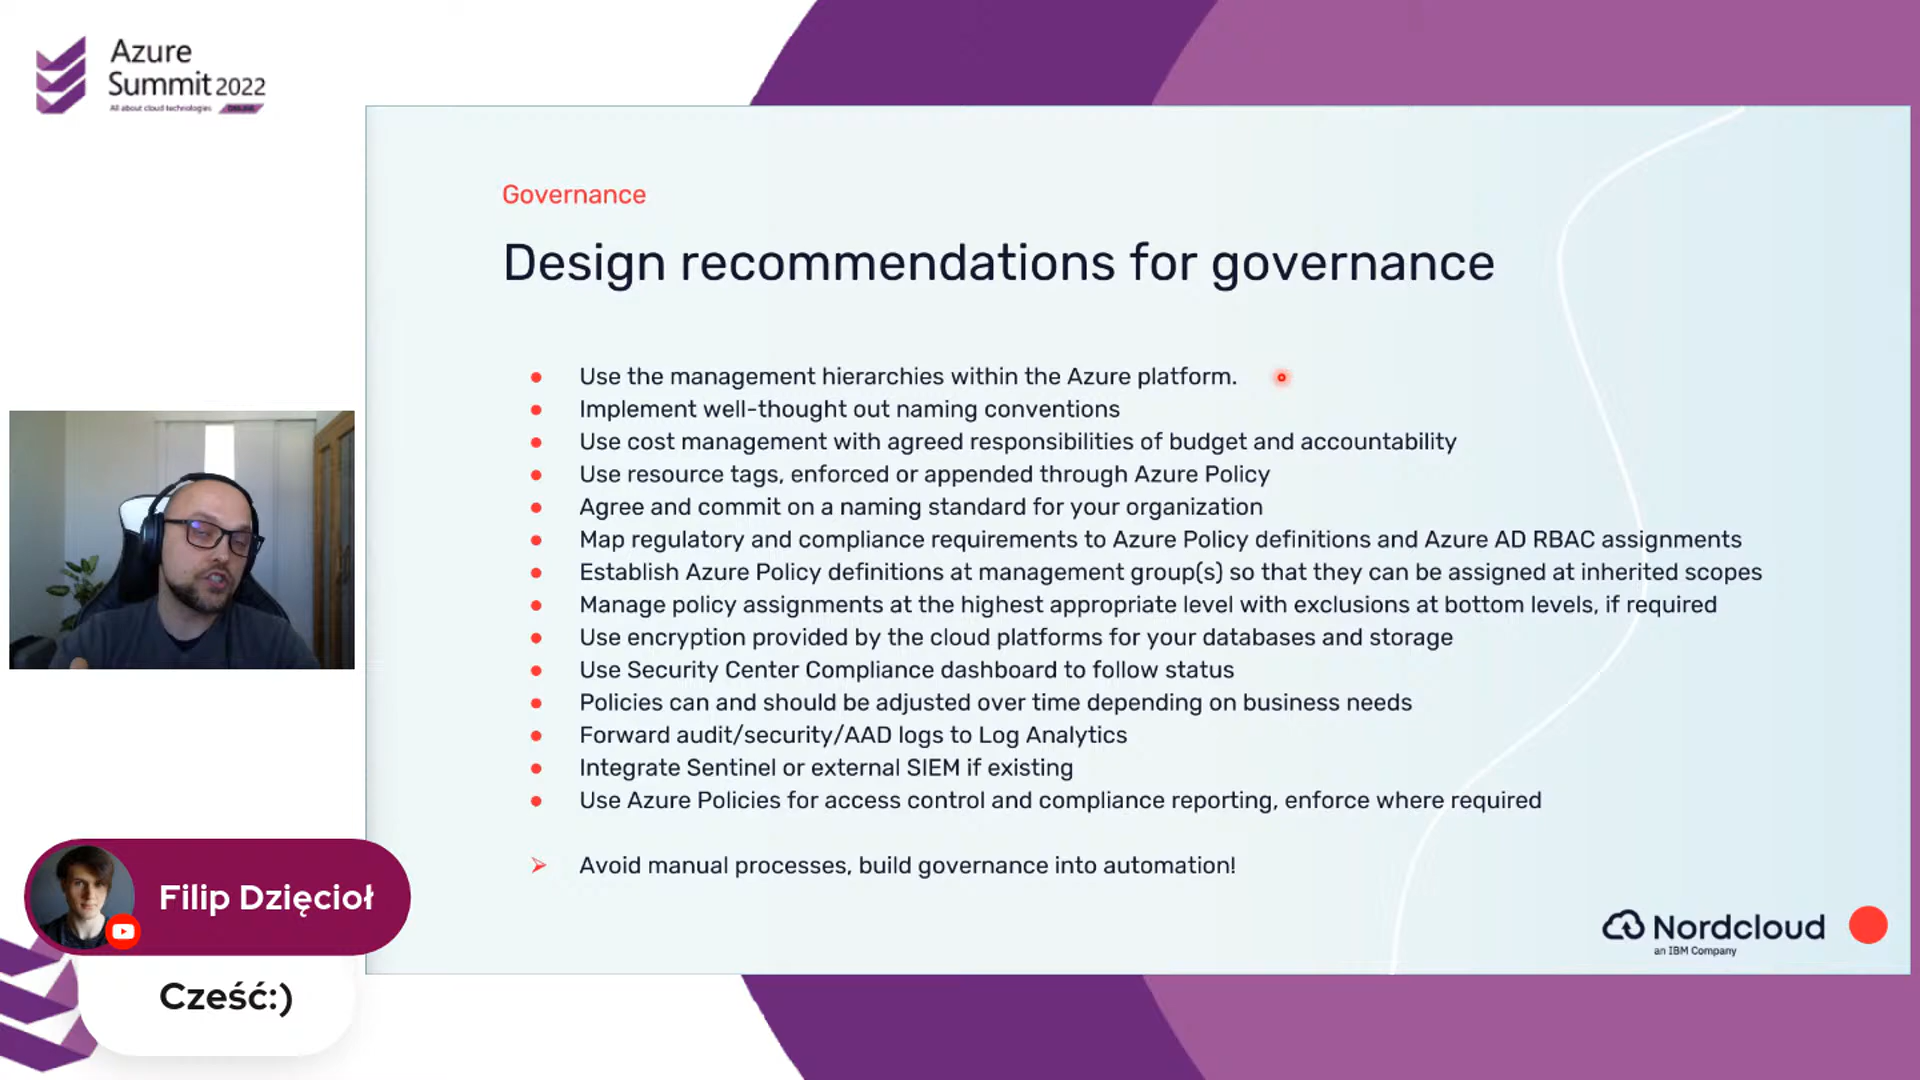 Azure
Summit 2022
All about cloud technologies ONLINE
Governance
Design recommendations for governance
Use the management hierarchies within the Azure platform.
Implement well-thought out naming conventions
Use cost management with agreed responsibilities of budget and accountability
Use resource tags, enforced or appended through Azure Policy
Agree and commit on a naming standard for your organization
Map regulatory and compliance requirements to Azure Policy definitions and Azure AD RBAC assignments
Establish Azure Policy definitions at management group(s) so that they can be assigned at inherited scopes
Manage policy assignments at the highest appropriate level with exclusions at bottom levels, if required
Use encryption provided by the cloud platforms for your databases and storage
Use Security Center Compliance dashboard to follow status
Policies can and should be adjusted over time depending on business needs
Forward audit/security/AAD logs to Log Analytics
Integrate Sentinel or external SIEM if existing
Use Azure Policies for access control and compliance reporting, enforce where required
Avoid manual processes, build governance into automation!
Nordcloud
an IBM Company
Filip Dzięcioł
Cześć:)